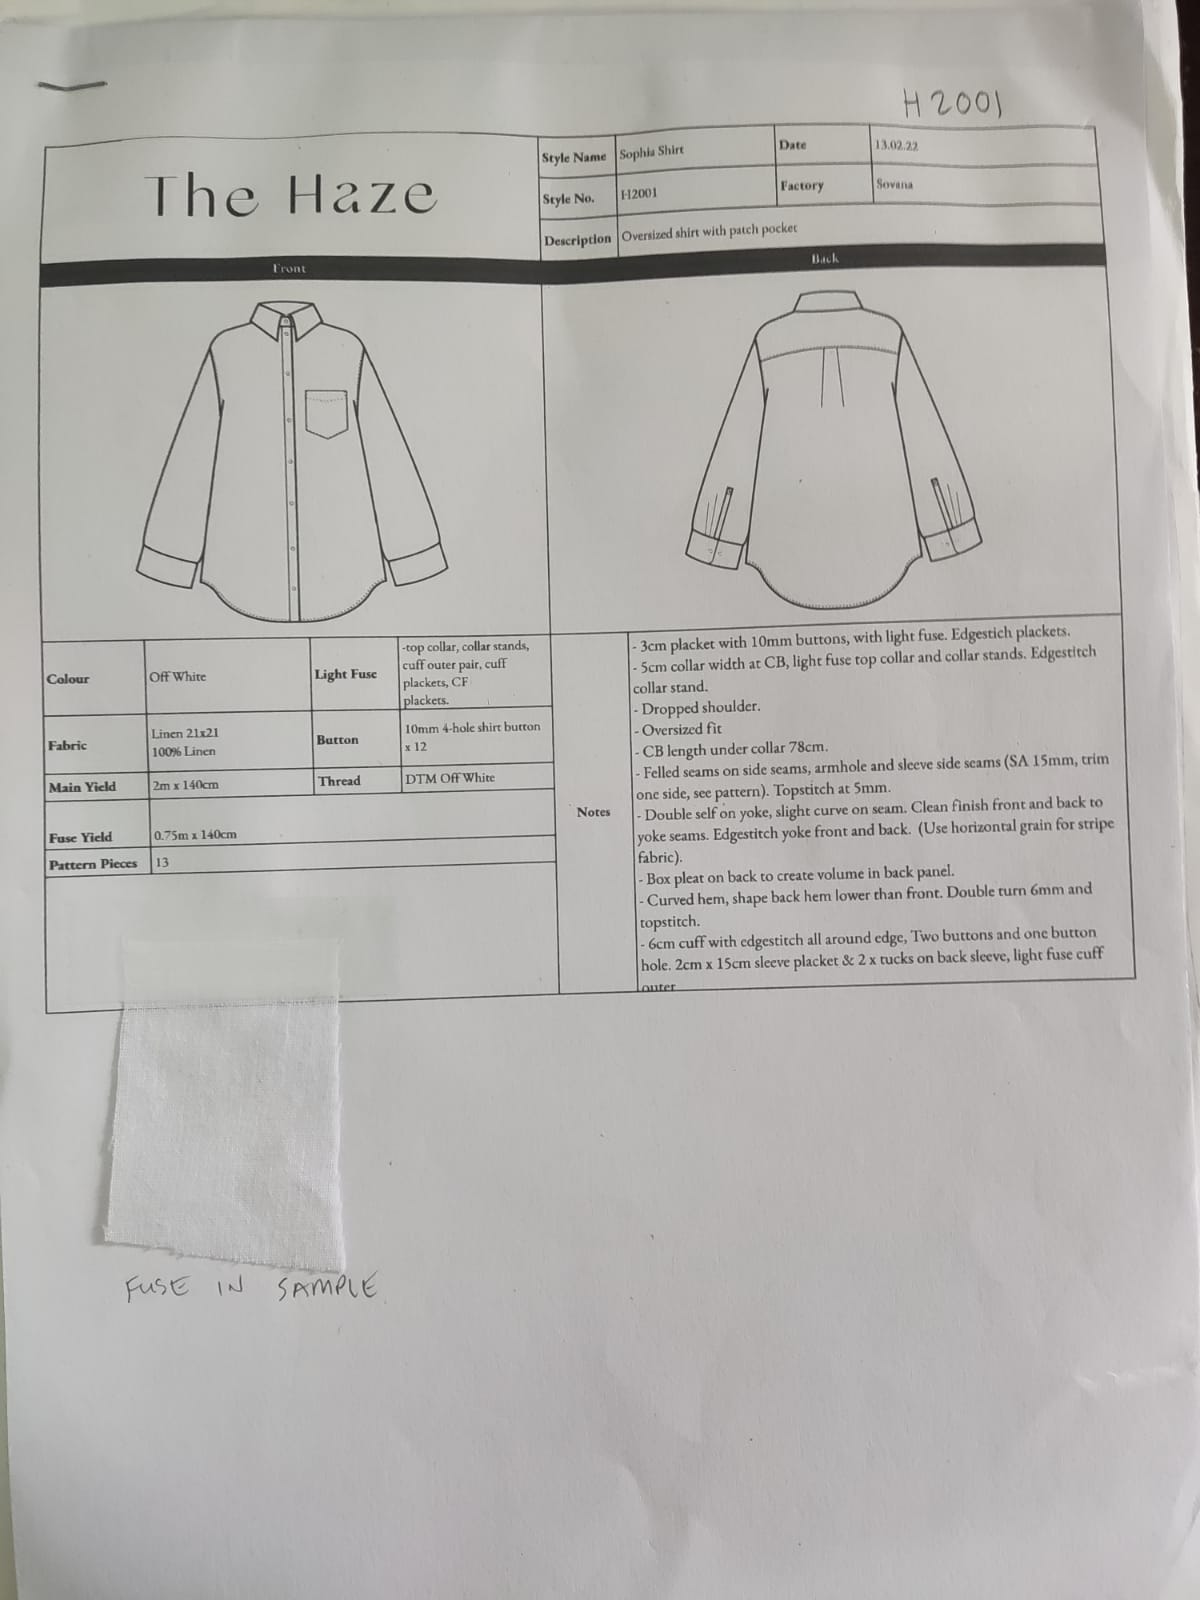 H2001
The Haze
Style Name Sophia Shirt Date 13.02.22
Style No. H2001 Factory Sovana
Description Oversized shirt with patch pocket
Front Back
Colour Off White
Light Fuse -top collar, collar stands,
cuff outer pair, cuff
plackets, CF
plackets.
Fabric Linen 21x21
100% Linen
Button 10mm 4-hole shirt button
x 12
Main Yield 2m x 140cm
Thread DTM Off White
Fuse Yield 0.75m x 140cm
Pattern Pieces 13
Notes
- 3cm placket with 10mm buttons, with light fuse. Edgestich plackets.
- 5cm collar width at CB, light fuse top collar and collar stands. Edgestitch
collar stand.
- Dropped shoulder.
- Oversized fit
- CB length under collar 78cm.
- Felled seams on side seams, armhole and sleeve side seams (SA 15mm, trim
one side, see pattern). Topstitch at 5mm.
- Double self on yoke, slight curve on seam. Clean finish front and back to
yoke seams. Edgestitch yoke front and back. (Use horizontal grain for stripe
fabric).
- Box pleat on back to create volume in back panel.
- Curved hem, shape back hem lower than front. Double turn 6mm and
topstitch.
- 6cm cuff with edgestitch all around edge, Two buttons and one button
hole. 2cm x 15cm sleeve placket & 2 x tucks on back sleeve, light fuse cuff
outer
FUSE IN SAMPLE